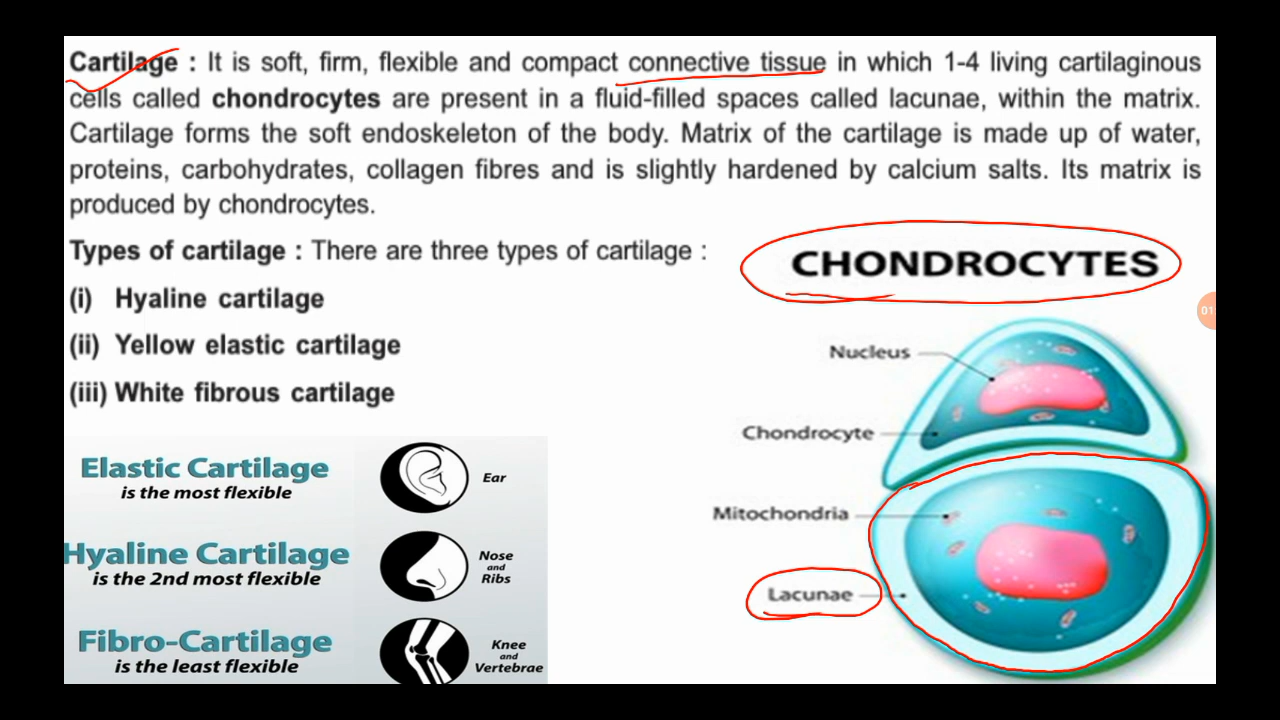 Cartilage : It is soft, firm, flexible and compact connective tissue in which 1-4 living cartilaginous
cells called chondrocytes are present in a fluid-filled spaces called lacunae, within the matrix.
Cartilage forms the soft endoskeleton of the body. Matrix of the cartilage is made up of water,
proteins, carbohydrates, collagen fibres and is slightly hardened by calcium salts. Its matrix is
produced by chondrocytes.
Types of cartilage : There are three types of cartilage :
(i) Hyaline cartilage
(ii) Yellow elastic cartilage
(iii) White fibrous cartilage
Elastic Cartilage
is the most flexible
Ear
Hyaline Cartilage
is the 2nd most flexible
Nose
and
Ribs
Fibro-Cartilage
is the least flexible
Knee
and
Vertebrae
CHONDROCYTES
Nucleus
Chondrocyte
Mitochondria
Lacunae
01